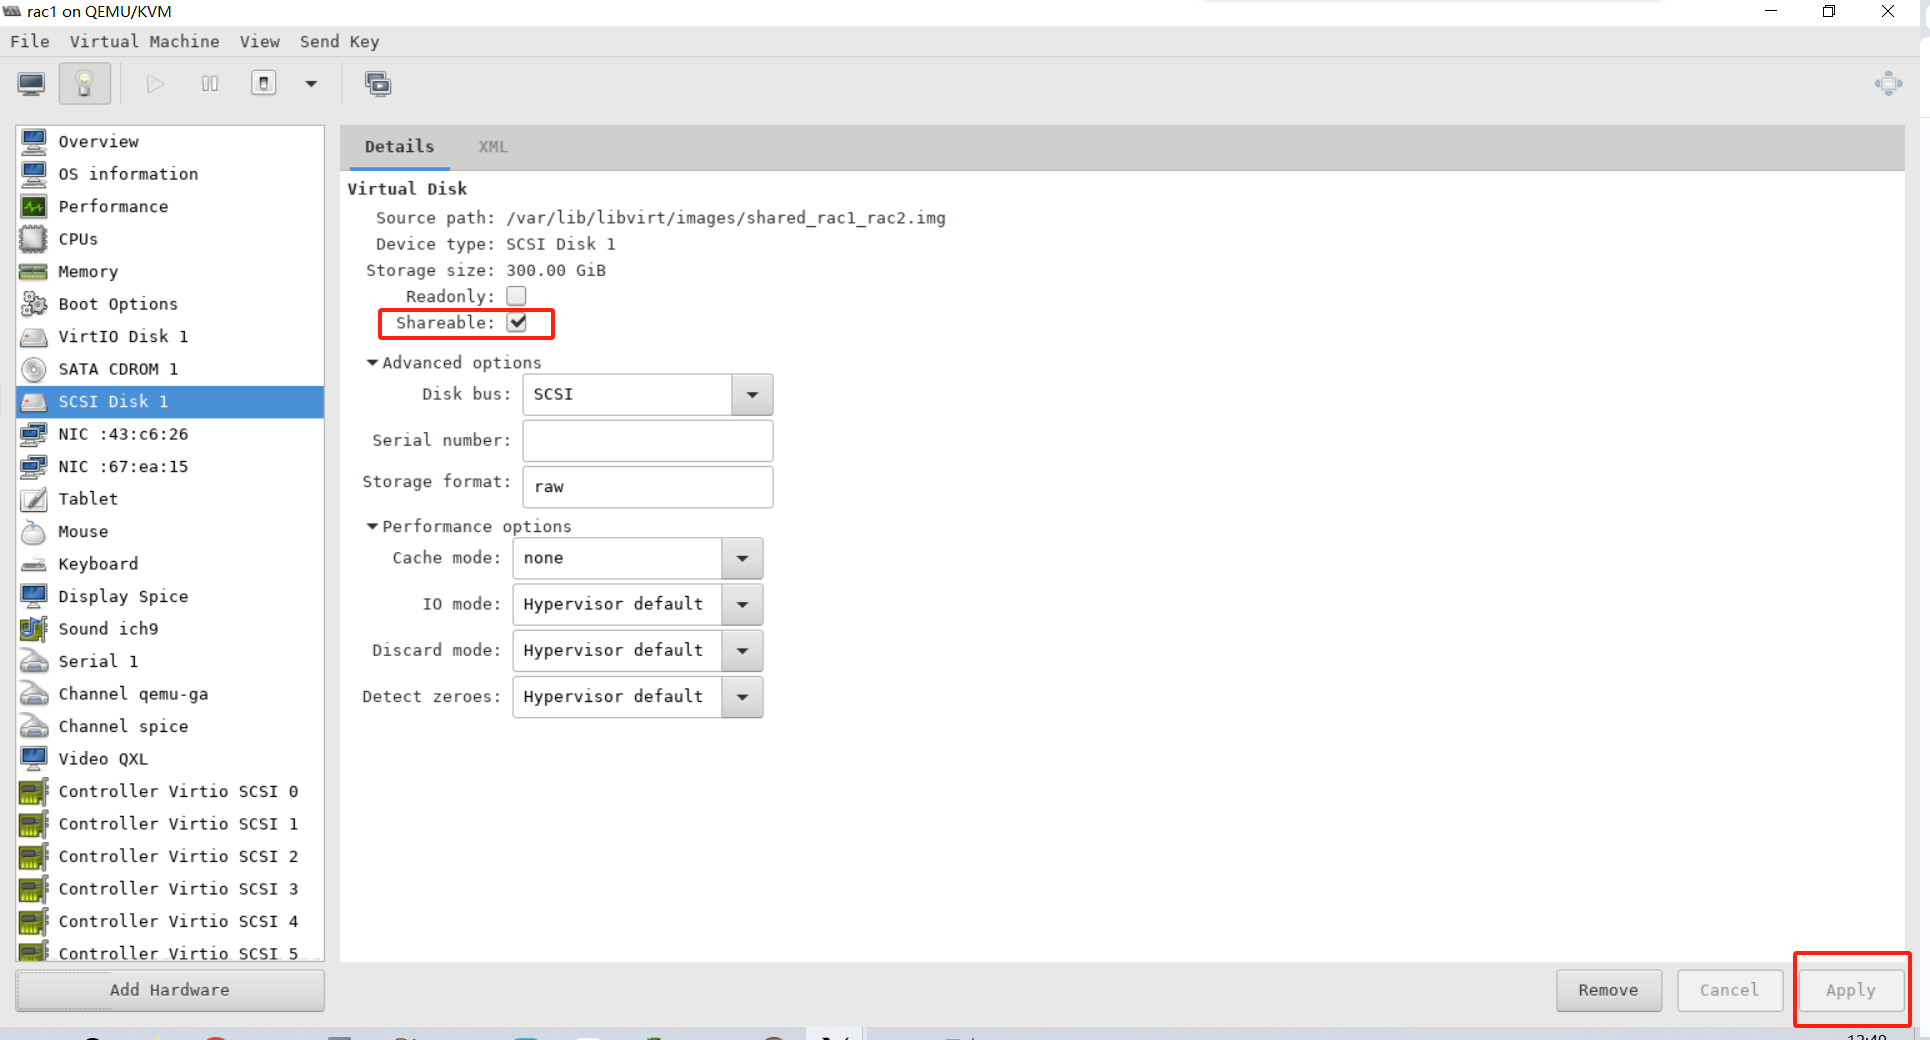 rac1 on QEMU/KVM
File Virtual Machine View Send Key
Overview
OS information
Performance
CPUs
Memory
Boot Options
VirtIO Disk 1
SATA CDROM 1
SCSI Disk 1
NIC :43:c6:26
NIC :67:ea:15
Tablet
Mouse
Keyboard
Display Spice
Sound ich9
Serial 1
Channel qemu-ga
Channel spice
Video QXL
Controller Virtio SCSI 0
Controller Virtio SCSI 1
Controller Virtio SCSI 2
Controller Virtio SCSI 3
Controller Virtio SCSI 4
Controller Virtio SCSI 5
Add Hardware
Details XML
Virtual Disk
Source path: /var/lib/libvirt/images/shared_rac1_rac2.img
Device type: SCSI Disk 1
Storage size: 300.00 GiB
Readonly:
Shareable:
Advanced options
Disk bus: SCSI
Serial number:
Storage format: raw
Performance options
Cache mode: none
IO mode: Hypervisor default
Discard mode: Hypervisor default
Detect zeroes: Hypervisor default
Remove Cancel Apply